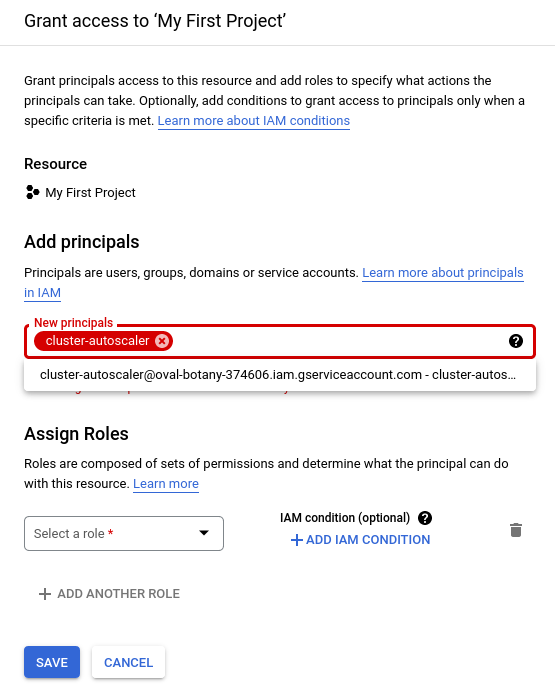 Grant access to ‘My First Project’
Grant principals access to this resource and add roles to specify what actions the
principals can take. Optionally, add conditions to grant access to principals only when a
specific criteria is met. Learn more about IAM conditions
Resource
My First Project
Add principals
Principals are users, groups, domains or service accounts. Learn more about principals
in IAM
New principals
cluster-autoscaler
cluster-autoscaler@oval-botany-374606.iam.gserviceaccount.com - cluster-autos...
Assign Roles
Roles are composed of sets of permissions and determine what the principal can do
with this resource. Learn more
Select a role *
IAM condition (optional) ?
+ ADD IAM CONDITION
+ ADD ANOTHER ROLE
SAVE
CANCEL